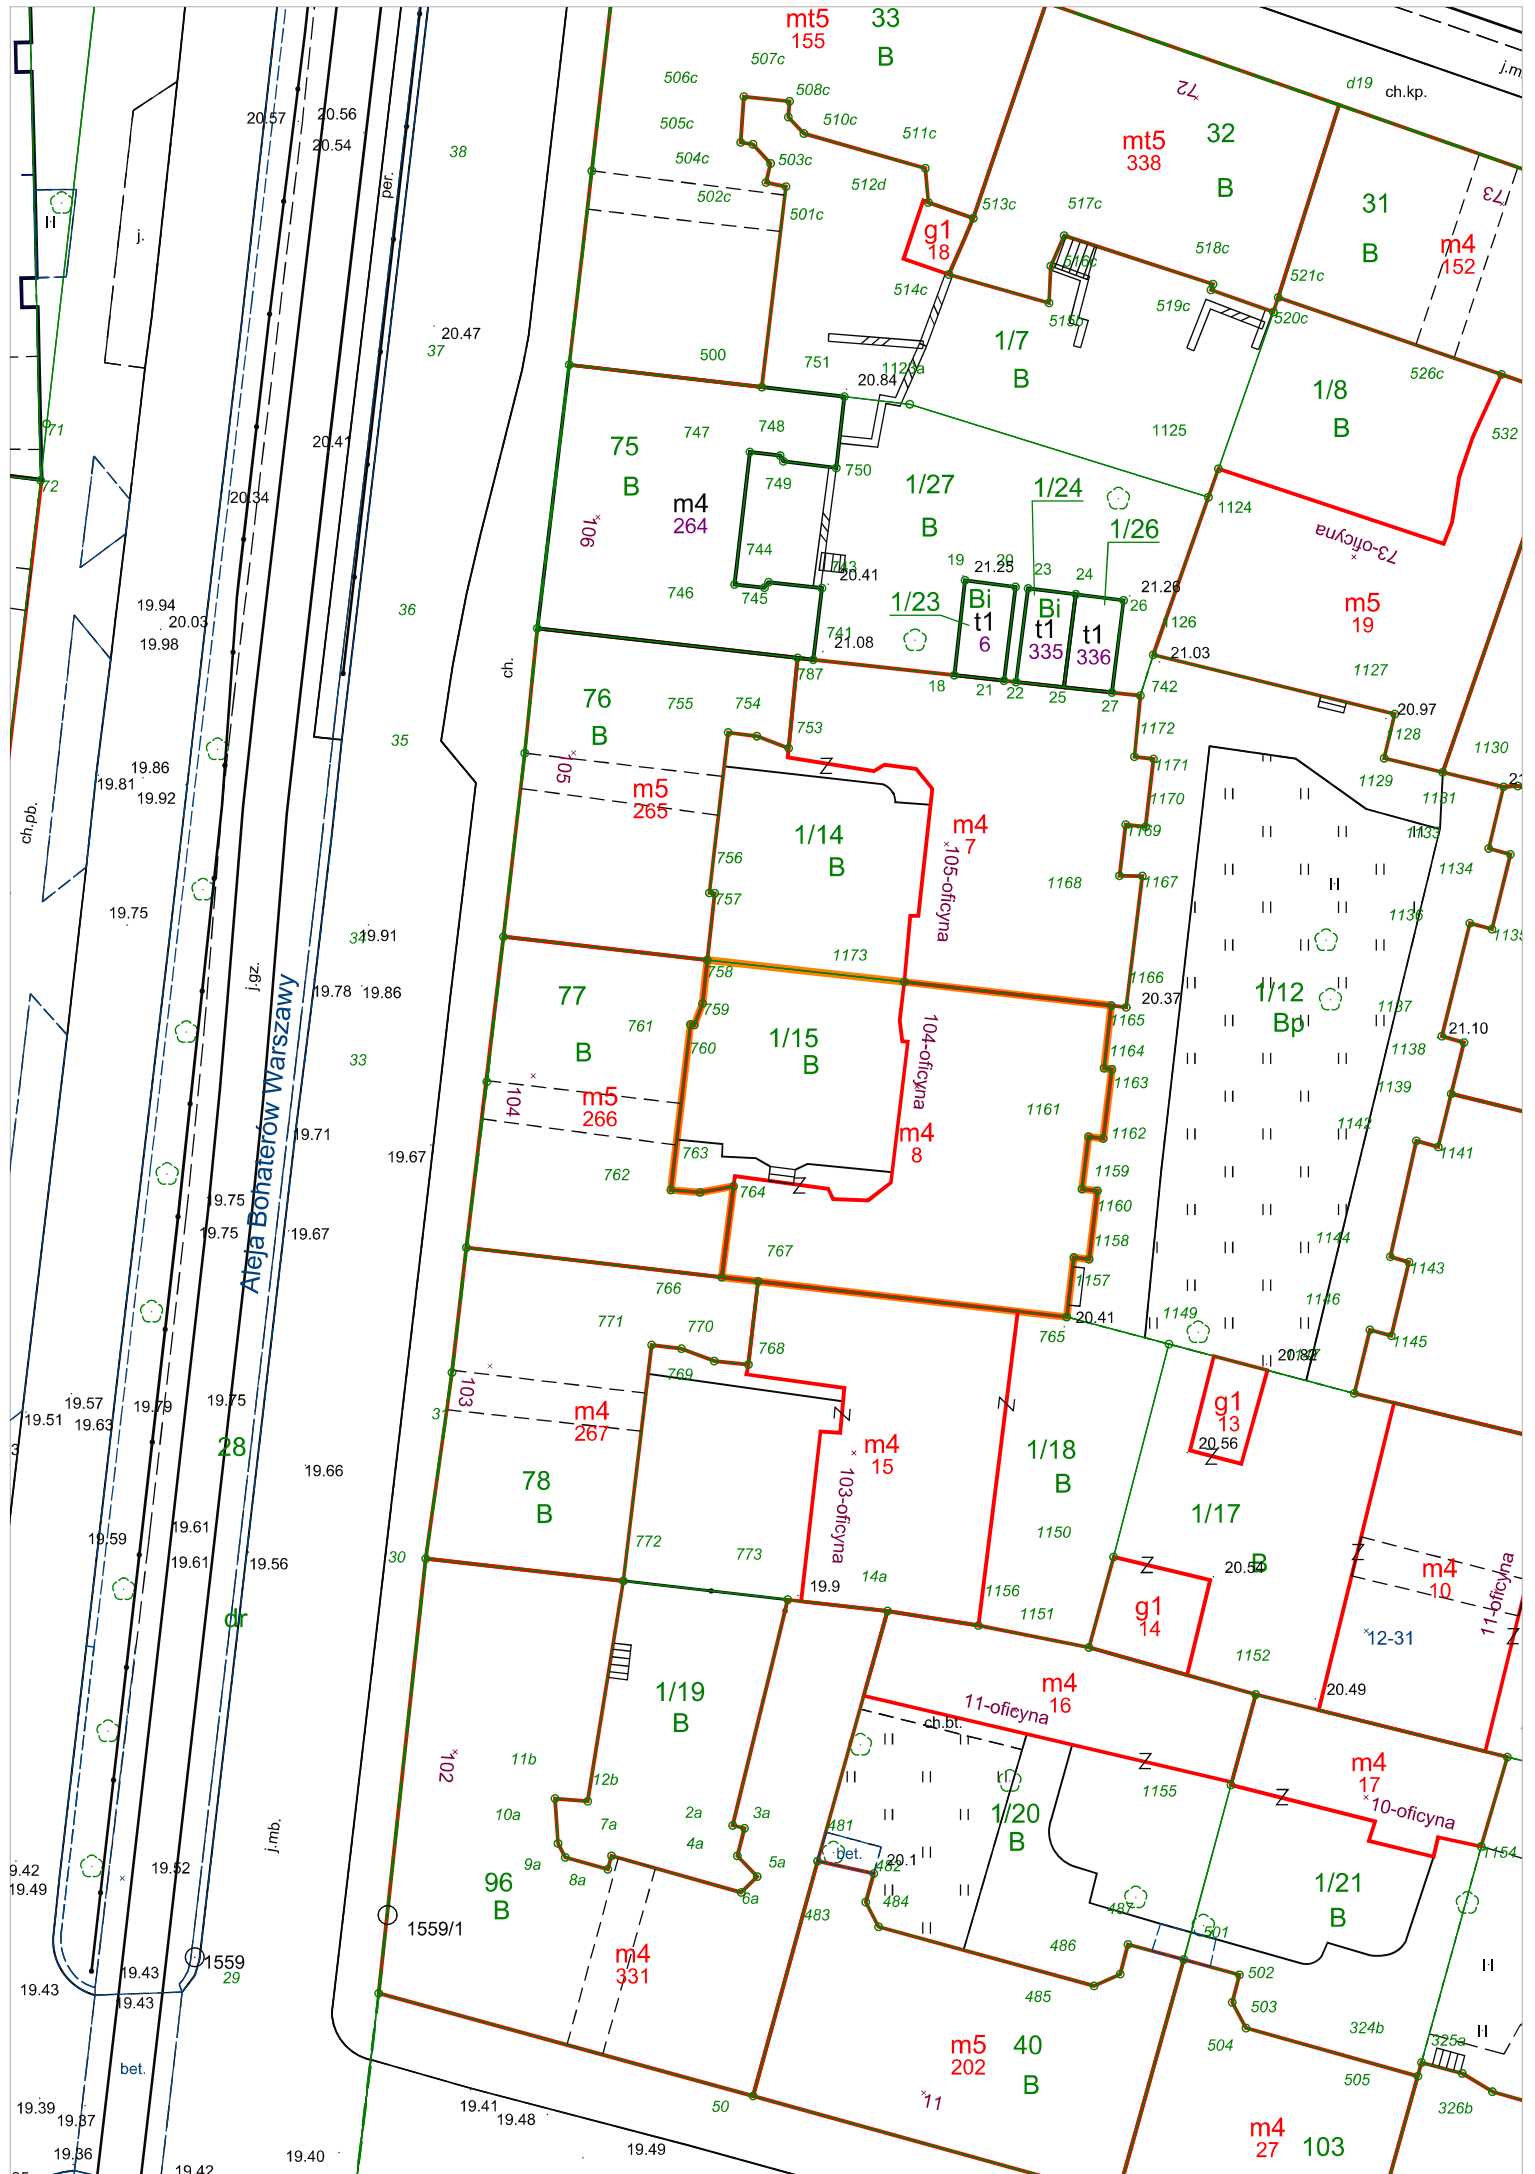 mt5
155
33
B
507c
506c
508c
505c
510c
511c
504c
503c
512d
502c
501c
72
32
mt5
338
B
d19
ch.kp.
31
B
73
m4
152
20.57
20.56
20.54
38
per.
j.
g1
18
513c
517c
518c
516c
521c
514c
515b
519c
520c
37
20.47
500
751
1/7
B
20.84
1123a
1/8
B
526c
532
71
72
20.41
75
B
747
748
750
749
1125
20.34
106
m4
264
1/27
B
1/24
1/26
1124
73-oficyna
744
743
20.41
746
745
19
20
21.25
23
24
26
21.26
Bi
Bi
1/23
t1
6
t1
335
t1
336
m5
19
19.94
20.03
19.98
36
741
21.08
1126
21.03
1127
ch.
787
18
21
22
25
27
742
76
B
755
754
753
1172
20.97
1128
1129
1130
1131
35
19.86
19.81
19.92
105
m5
265
Z
1171
1170
1169
1133
ch.pb.
1/14
B
m4
7
105-oficyna
756
757
1168
1167
1134
1136
1135
19.75
34
19.91
758
1173
1166
j.gz.
19.78
19.86
77
B
759
761
760
1/15
B
104-oficyna
20.37
1165
1164
1163
1/12
Bp
1137
21.10
1138
1139
33
Aleja Bohaterów Warszawy
104
m5
266
1161
1162
1142
1141
19.71
19.67
763
m4
8
762
764
Z
1159
1160
1158
19.75
19.75
19.67
767
1157
1144
1143
766
765
20.41
1149
1146
1145
20.82
771
770
768
769
19.57
19.51
19.63
19.79
19.75
31
103
m4
267
Z
Z
m4
15
g1
13
20.56
Z
28
19.66
78
B
103-oficyna
1/18
B
1/17
B
19.59
19.61
19.61
19.56
30
772
773
14a
1150
Z
20.54
Z
m4
10
11-oficyna
19.9
1156
1151
g1
14
12-31
Z
dr
1152
1/19
B
m4
16
11-oficyna
20.49
ch.bt.
102
11b
12b
10a
7a
2a
3a
4a
9a
8a
5a
6a
Z
1155
m4
17
Z
10-oficyna
481
1/20
B
bet.
482
20.1
484
1154
j.mb.
19.42
19.49
19.52
96
B
483
487
501
1/21
B
1559/1
1559
29
m4
331
486
485
502
503
504
19.43
19.43
19.43
324b
325a
bet.
m5
202
40
B
505
326b
11
50
19.39
19.37
19.41
19.48
19.36
19.42
19.40
19.49
m4
27
103